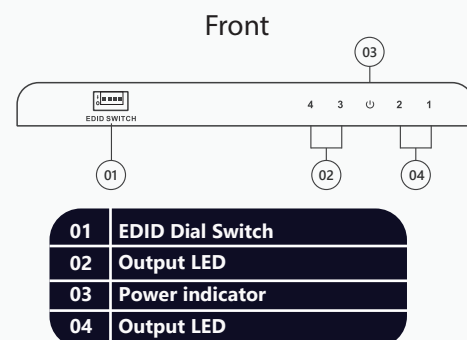 Front
03
4 3 2 1
EDID SWITCH
01 02 04
01 EDID Dial Switch
02 Output LED
03 Power indicator
04 Output LED